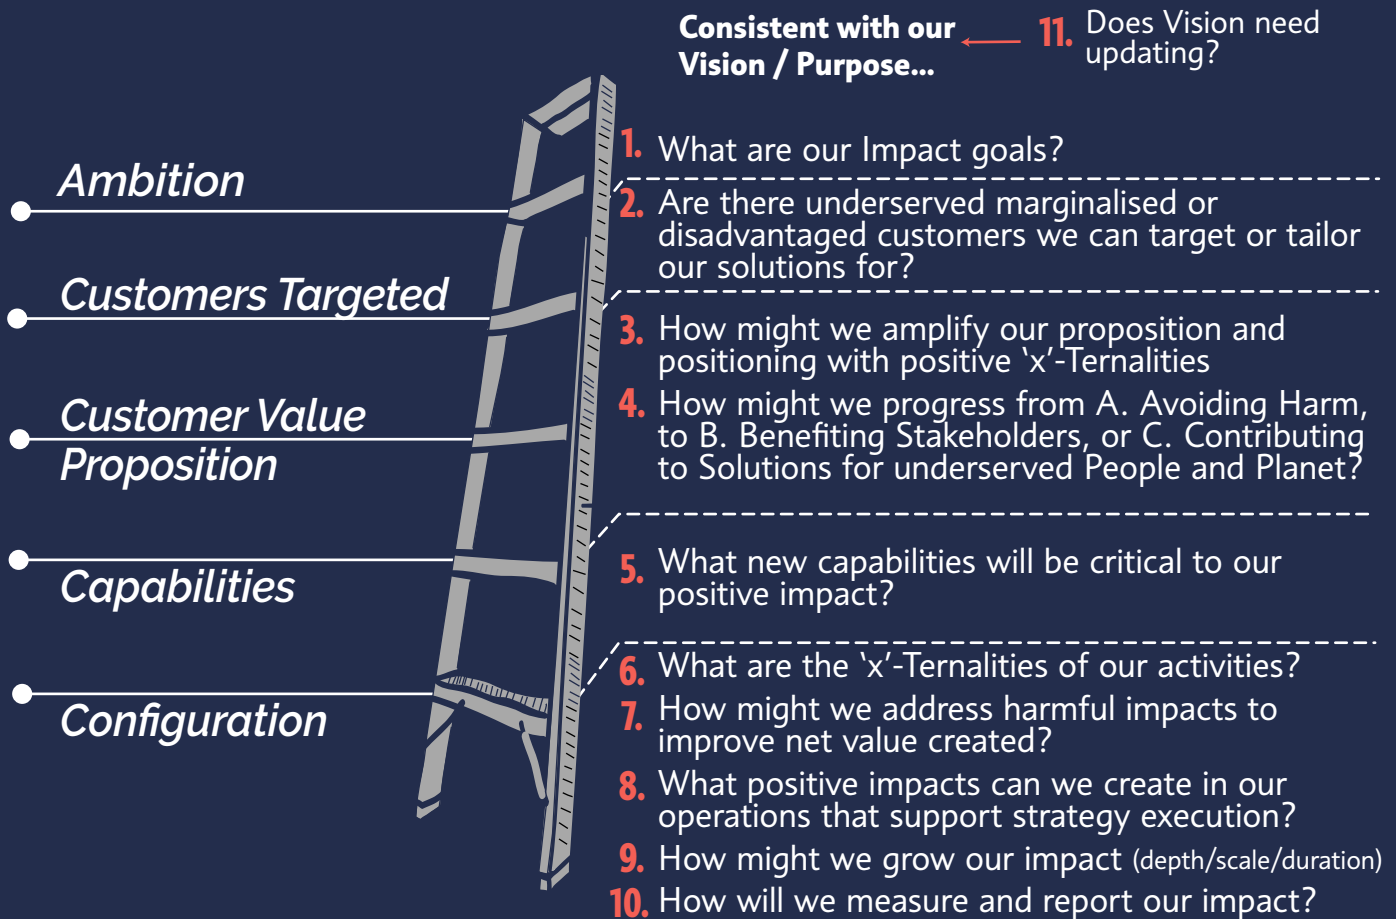 Consistent with our
Vision / Purpose...
11. Does Vision need
updating?
Ambition
Customers Targeted
Customer Value
Proposition
Capabilities
Configuration
1. What are our Impact goals?
2. Are there underserved marginalised or
disadvantaged customers we can target or tailor
our solutions for?
3. How might we amplify our proposition and
positioning with positive ‘x’-Ternalities
4. How might we progress from A. Avoiding Harm,
to B. Benefiting Stakeholders, or C. Contributing
to Solutions for underserved People and Planet?
5. What new capabilities will be critical to our
positive impact?
6. What are the ‘x’-Ternalities of our activities?
7. How might we address harmful impacts to
improve net value created?
8. What positive impacts can we create in our
operations that support strategy execution?
9. How might we grow our impact (depth/scale/duration)
10. How will we measure and report our impact?